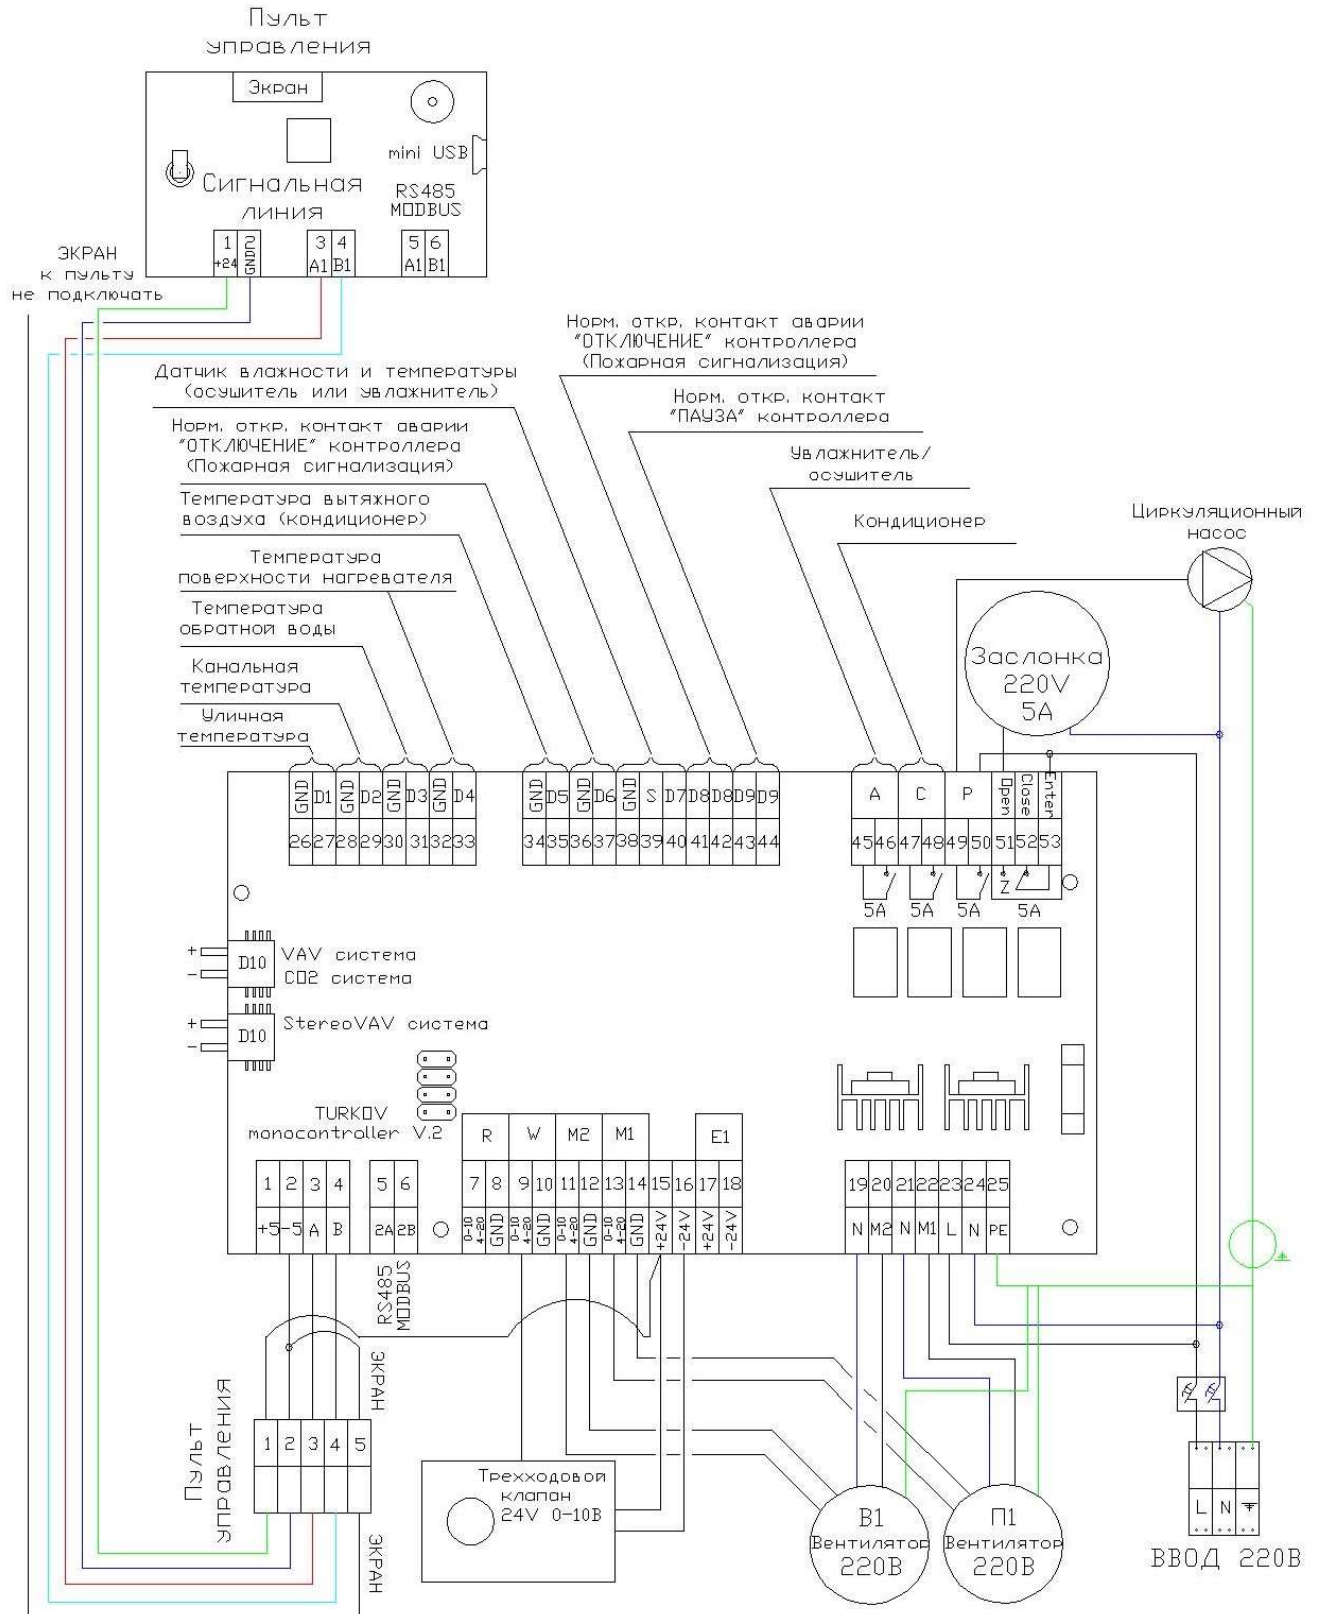 Пульт
управления
Экран
mini USB
Сигнальная
линия
RS485
MODBUS
1 2 3 4 5 6
+24 GND A1 B1 A1 B1
ЭКРАН
к пульту
не подключать
Норм. откр. контакт аварии
"ОТКЛЮЧЕНИЕ" контроллера
(Пожарная сигнализация)
Датчик влажности и температуры
(осушитель или увлажнитель)
Норм. откр. контакт
"ПАУЗА" контроллера
Норм. откр. контакт аварии
"ОТКЛЮЧЕНИЕ" контроллера
(Пожарная сигнализация)
Увлажнитель/
осушитель
Температура вытяжного
воздуха (кондиционер)
Кондиционер
Циркуляционный
насос
Температура
поверхности нагревателя
Температура
обратной воды
Канальная
температура
Уличная
температура
Заслонка
220V
5A
GND D1 GND D2 GND D3 GND D4 GND D5 GND D6 GND S D7 D8 D8 D9 D9 A C P Open Close Enter
26 27 28 29 30 31 32 33 34 35 36 37 38 39 40 41 42 43 44 45 46 47 48 49 50 51 52 53
Z
5A 5A 5A 5A
+
-
D10
VAV система
CO2 система
+
-
D10
StereoVAV система
TURKOV
monocontroller V.2
R W M2 M1 E1
1 2 3 4 5 6 7 8 9 10 11 12 13 14 15 16 17 18 19 20 21 22 23 24 25
+5 -5 A B 2A 2B 0-10 4-20 GND 0-10 4-20 GND 0-10 4-20 GND 0-10 4-20 GND +24V -24V +24V -24V N M2 N M1 L N PE
RS485
MODBUS
ЭКРАН
Пульт
управления
1 2 3 4 5
ЭКРАН
Трехходовой
клапан
24V 0-10В
В1
Вентилятор
220В
П1
Вентилятор
220В
L N
ВВОД 220В